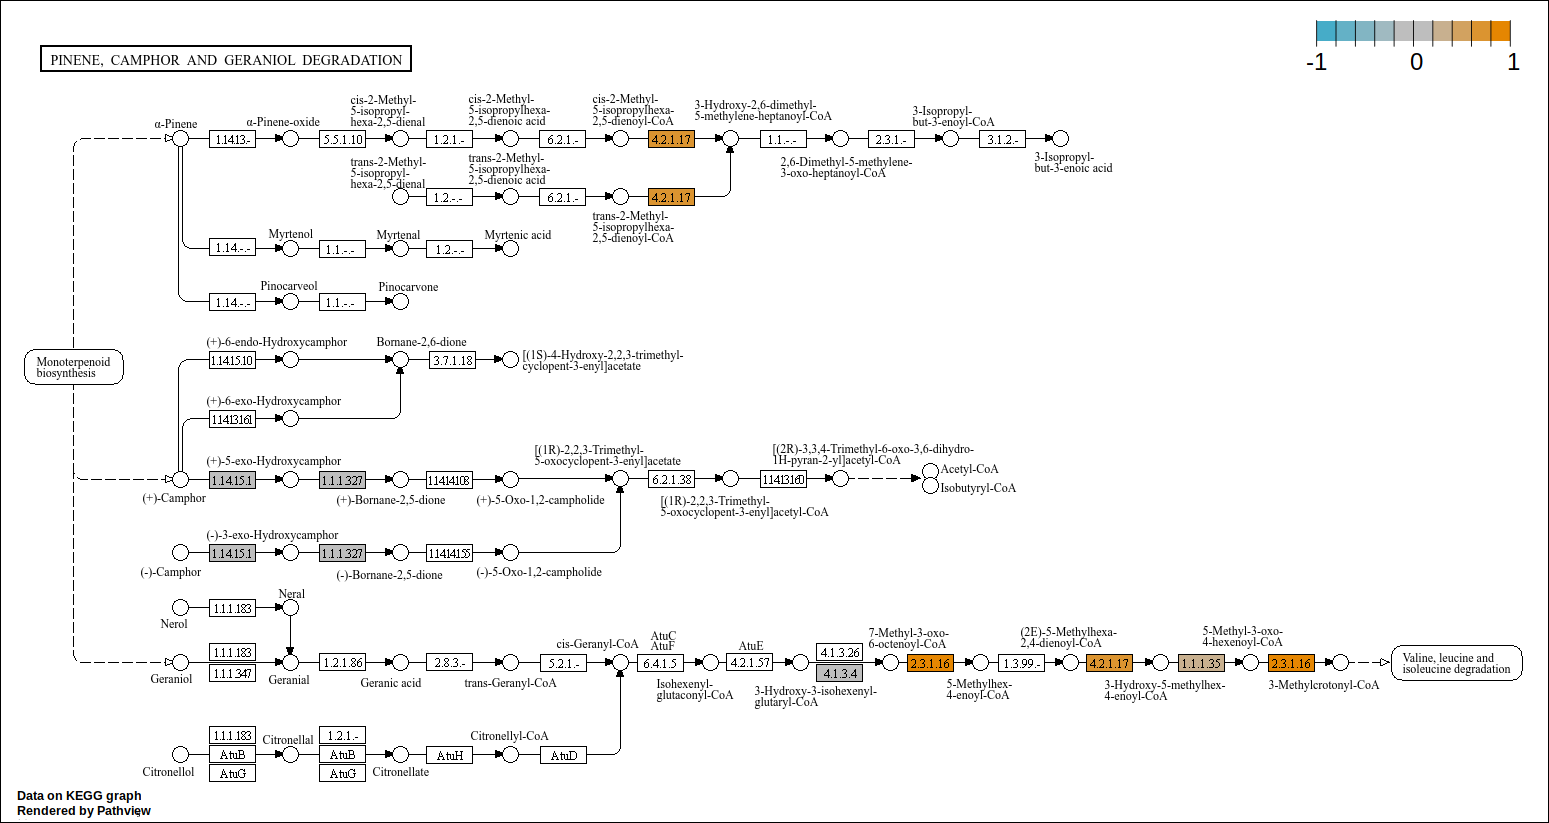 PINENE, CAMPHOR AND GERANIOL DEGRADATION
-1 0 1
α-Pinene
α-Pinene-oxide
cis-2-Methyl-
5-isopropyl-
hexa-2,5-dienal
cis-2-Methyl-
5-isopropylhexa-
2,5-dienoic acid
cis-2-Methyl-
5-isopropylhexa-
2,5-dienoyl-CoA
3-Hydroxy-2,6-dimethyl-
5-methylene-heptanoyl-CoA
3-Isopropyl-
but-3-enoyl-CoA
1.14.13.- 5.5.1.10 1.2.1.- 6.2.1.- 4.2.1.17 1.1.-.- 2.3.1.- 3.1.2.-
2,6-Dimethyl-5-methylene-
3-oxo-heptanoyl-CoA
3-Isopropyl-
but-3-enoic acid
trans-2-Methyl-
5-isopropyl-
hexa-2,5-dienal
trans-2-Methyl-
5-isopropylhexa-
2,5-dienoic acid
1.2.-.- 6.2.1.- 4.2.1.17
trans-2-Methyl-
5-isopropylhexa-
2,5-dienoyl-CoA
Myrtenol
Myrtenal
Myrtenic acid
1.14.-.- 1.1.-.- 1.2.-.-
Pinocarveol
Pinocarvone
1.14.-.- 1.1.-.-
Monoterpenoid
biosynthesis
(+)-6-endo-Hydroxycamphor
Bornane-2,6-dione
1.14.15.10 3.7.1.18
[(1S)-4-Hydroxy-2,2,3-trimethyl-
cyclopent-3-enyl]acetate
(+)-6-exo-Hydroxycamphor
1.14.13.161
(+)-5-exo-Hydroxycamphor
[(1R)-2,2,3-Trimethyl-
5-oxocyclopent-3-enyl]acetate
[(2R)-3,3,4-Trimethyl-6-oxo-3,6-dihydro-
1H-pyran-2-yl]acetyl-CoA
1.14.15.1 1.1.1.327 1.14.14.108 6.2.1.38 1.14.13.160
Acetyl-CoA
Isobutyryl-CoA
(+)-Camphor
(+)-Bornane-2,5-dione
(+)-5-Oxo-1,2-campholide
[(1R)-2,2,3-Trimethyl-
5-oxocyclopent-3-enyl]acetyl-CoA
(-)-3-exo-Hydroxycamphor
1.14.15.1 1.1.1.327 1.14.14.155
(-)-Camphor
(-)-Bornane-2,5-dione
(-)-5-Oxo-1,2-campholide
Neral
1.1.1.183
Nerol
1.1.1.183
1.1.1.347
Geraniol
Geranial
1.2.1.86
Geranic acid
2.8.3.-
trans-Geranyl-CoA
5.2.1.-
cis-Geranyl-CoA
AtuC
AtuF
6.4.1.5
Isohexenyl-
glutaconyl-CoA
AtuE
4.2.1.57
3-Hydroxy-3-isohexenyl-
glutaryl-CoA
4.1.3.26
4.1.3.4
7-Methyl-3-oxo-
6-octenoyl-CoA
2.3.1.16
5-Methylhex-
4-enoyl-CoA
1.3.99.-
(2E)-5-Methylhexa-
2,4-dienoyl-CoA
4.2.1.17
3-Hydroxy-5-methylhex-
4-enoyl-CoA
1.1.1.35
5-Methyl-3-oxo-
4-hexenoyl-CoA
2.3.1.16
3-Methylcrotonyl-CoA
Valine, leucine and
isoleucine degradation
1.1.1.183
AtuB
AtuG
Citronellol
Citronellal
1.2.1.-
AtuB
AtuG
Citronellate
AtuH
Citronellyl-CoA
AtuD
Data on KEGG graph
Rendered by Pathview